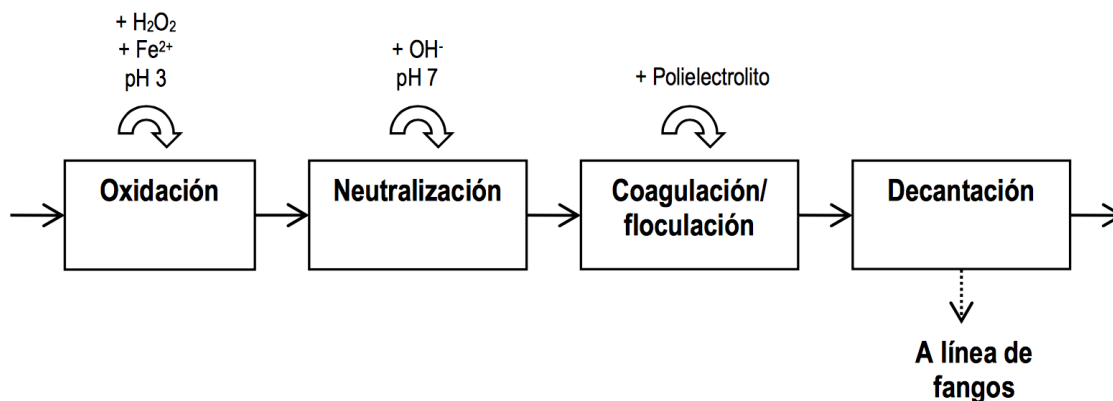 + H₂O₂
+ Fe²⁺
pH 3
+ OH⁻
pH 7
+ Polielectrolito
Oxidación
Neutralización
Coagulación/
floculación
Decantación
A línea de
fangos